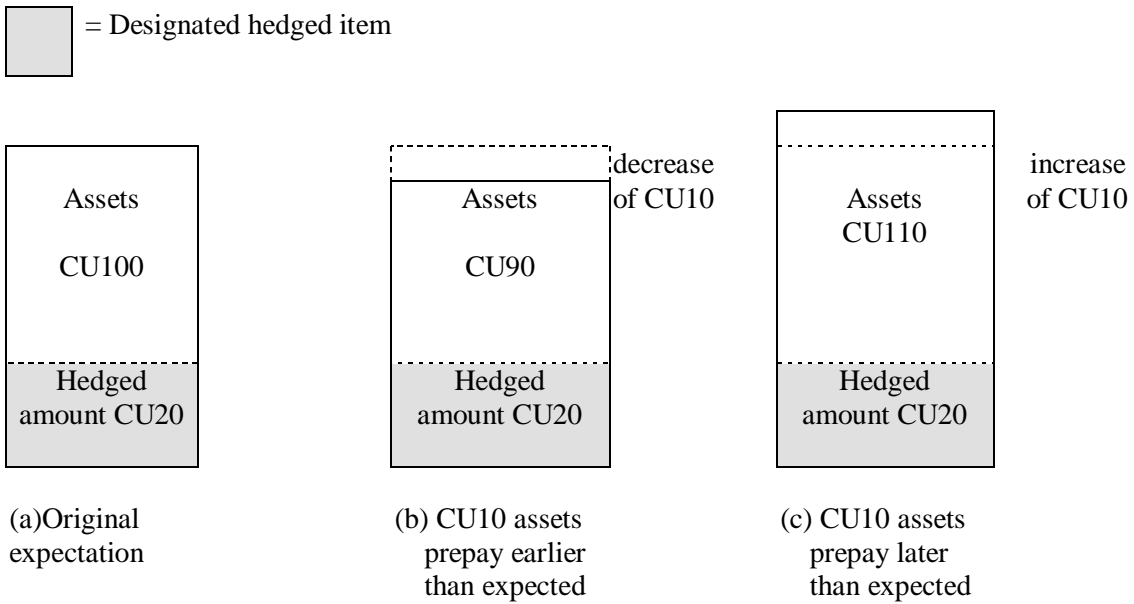 = Designated hedged item
Assets
CU100
Hedged
amount CU20
(a)Original
expectation
decrease
of CU10
Assets
CU90
Hedged
amount CU20
(b) CU10 assets
prepay earlier
than expected
increase
of CU10
Assets
CU110
Hedged
amount CU20
(c) CU10 assets
prepay later
than expected